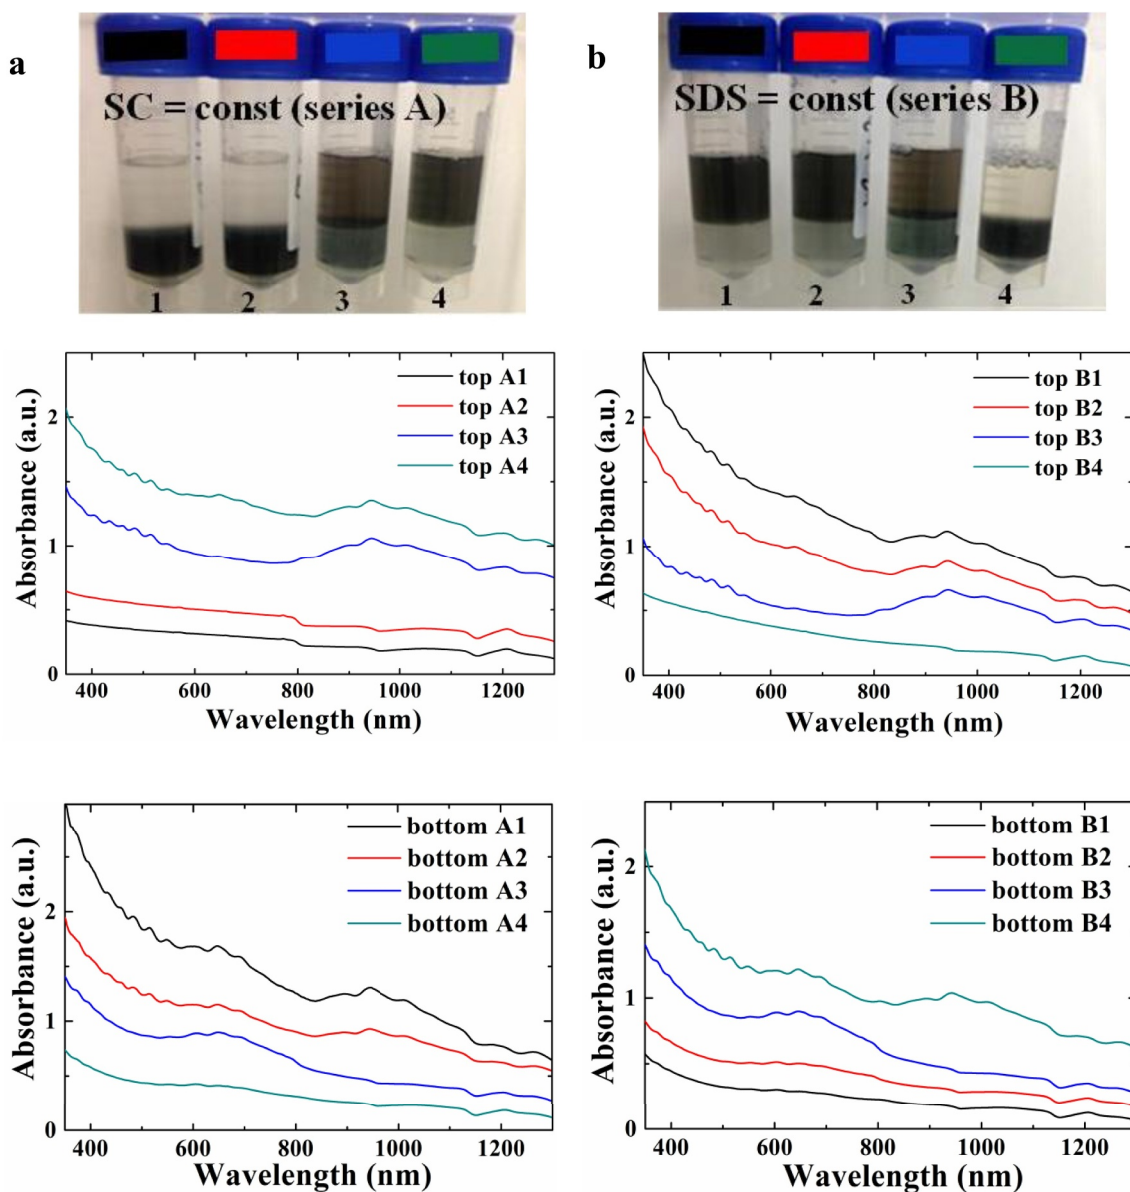 a
SC = const (series A)
1 2 3 4
b
SDS = const (series B)
1 2 3 4
top A1
top A2
top A3
top A4
2
1
0
Absorbance (a.u.)
400 600 800 1000 1200
Wavelength (nm)
top B1
top B2
top B3
top B4
2
1
0
Absorbance (a.u.)
400 600 800 1000 1200
Wavelength (nm)
bottom A1
bottom A2
bottom A3
bottom A4
2
1
0
Absorbance (a.u.)
400 600 800 1000 1200
Wavelength (nm)
bottom B1
bottom B2
bottom B3
bottom B4
2
1
0
Absorbance (a.u.)
400 600 800 1000 1200
Wavelength (nm)